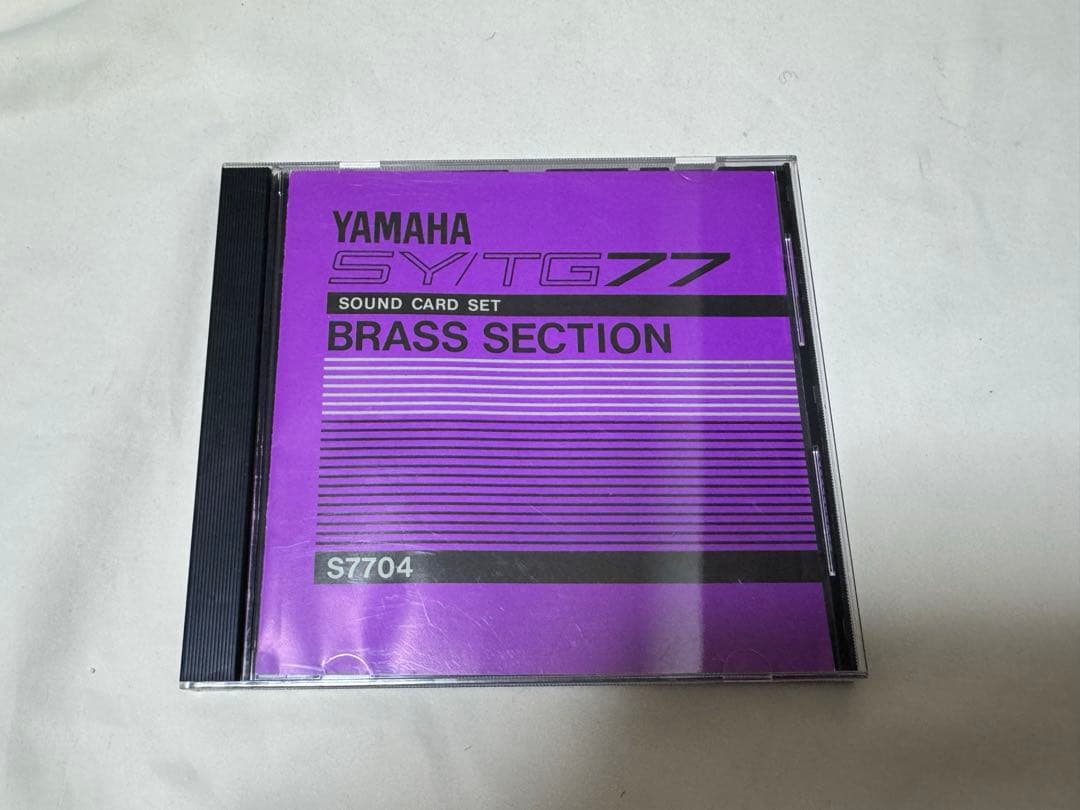 YAMAHA
SY/TG77
SOUND CARD SET
BRASS SECTION
S7704